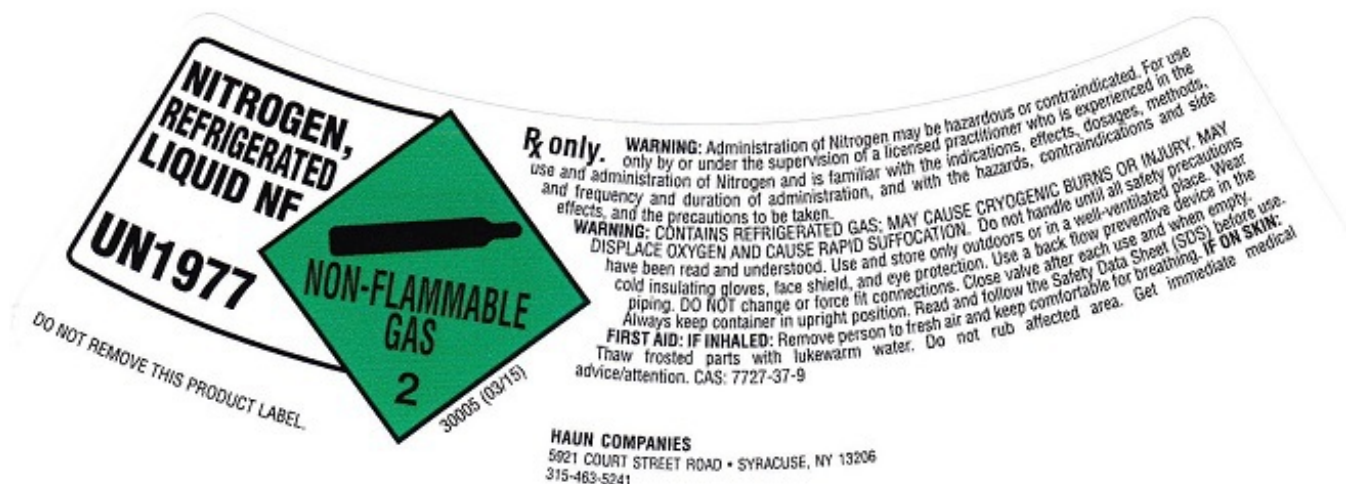 NITROGEN,
REFRIGERATED
LIQUID NF
UN1977
NON-FLAMMABLE
GAS
2
DO NOT REMOVE THIS PRODUCT LABEL.
30005 (03/15)
Rx only. WARNING: Administration of Nitrogen may be hazardous or contraindicated. For use
only by or under the supervision of a licensed practitioner who is experienced in the
use and administration of Nitrogen and is familiar with the indications, effects, dosages, methods,
and frequency and duration of administration, and with the hazards, contraindications and side
effects, and the precautions to be taken.
WARNING: CONTAINS REFRIGERATED GAS; MAY CAUSE CRYOGENIC BURNS OR INJURY. MAY
DISPLACE OXYGEN AND CAUSE RAPID SUFFOCATION. Do not handle until all safety precautions
have been read and understood. Use and store only outdoors or in a well-ventilated place. Wear
cold insulating gloves, face shield, and eye protection. Use a back flow preventive device in the
piping. DO NOT change or force fit connections. Close valve after each use and when empty.
Always keep container in upright position. Read and follow the Safety Data Sheet (SDS) before use.
FIRST AID: IF INHALED: Remove person to fresh air and keep comfortable for breathing. IF ON SKIN:
Thaw frosted parts with lukewarm water. Do not rub affected area. Get immediate medical
advice/attention. CAS: 7727-37-9
HAUN COMPANIES
5921 COURT STREET ROAD • SYRACUSE, NY 13206
315-463-5241